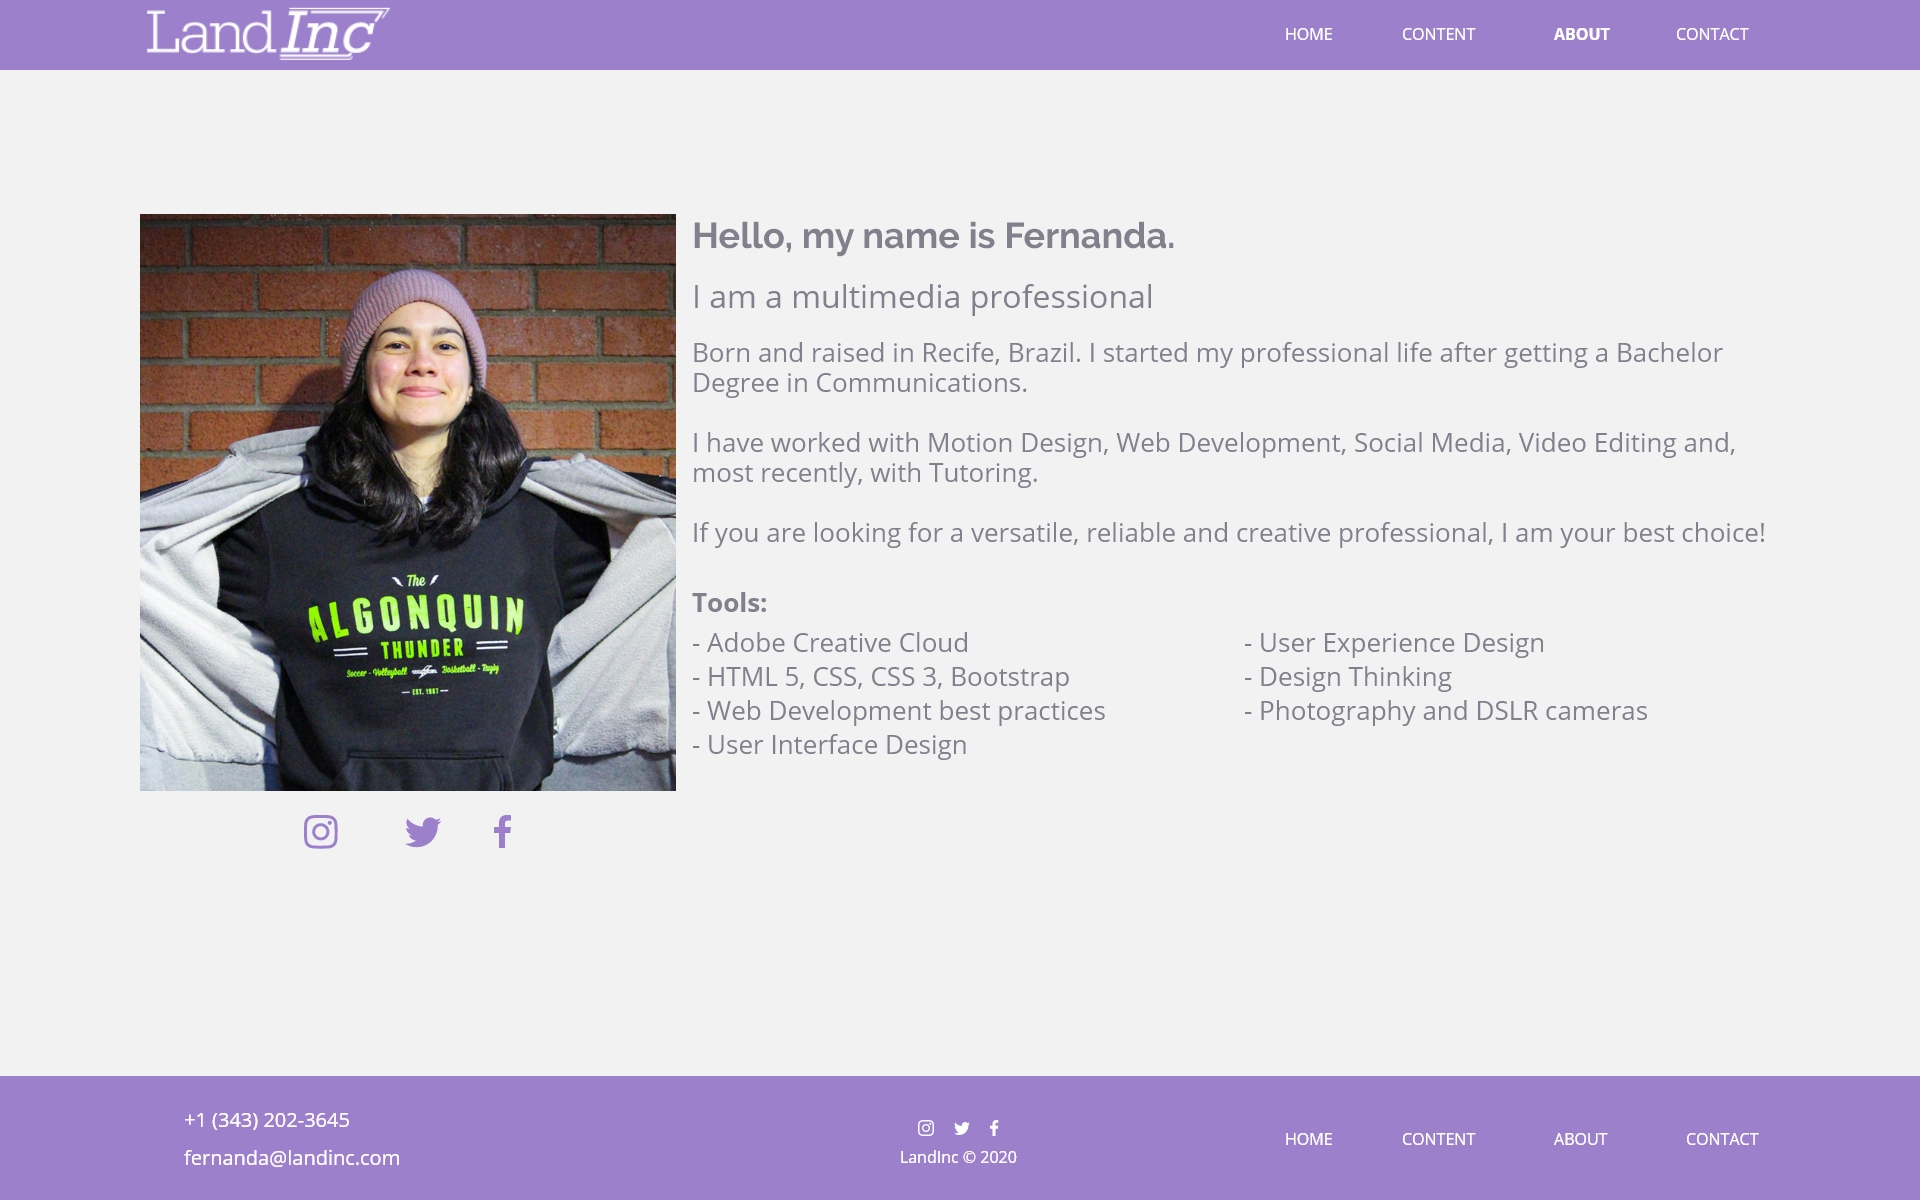 LandInc
HOME CONTENT ABOUT CONTACT
Hello, my name is Fernanda.
I am a multimedia professional
Born and raised in Recife, Brazil. I started my professional life after getting a Bachelor
Degree in Communications.
I have worked with Motion Design, Web Development, Social Media, Video Editing and,
most recently, with Tutoring.
If you are looking for a versatile, reliable and creative professional, I am your best choice!
Tools:
- Adobe Creative Cloud
- HTML 5, CSS, CSS 3, Bootstrap
- Web Development best practices
- User Interface Design
- User Experience Design
- Design Thinking
- Photography and DSLR cameras
The
ALGONQUIN
THUNDER
Soccer - Volleyball Basketball - Rugby
EST. 1967
+1 (343) 202-3645
fernanda@landinc.com
LandInc © 2020
HOME CONTENT ABOUT CONTACT